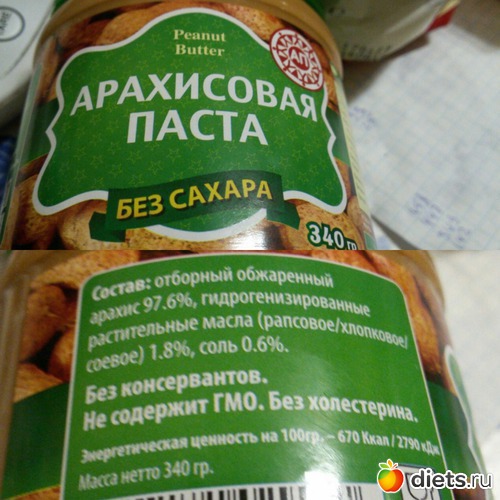 Peanut
Butter
АП
АРАХИСОВАЯ
ПАСТА
БЕЗ САХАРА
340 гр
Состав: отборный обжаренный
арахис 97.6%, гидрогенизированные
растительные масла (рапсовое/хлопковое/
соевое) 1.8%, соль 0.6%.
Без консервантов.
Не содержит ГМО. Без холестерина.
Энергетическая ценность на 100гр. – 670 Ккал / 2790 кДж
Масса нетто 340 гр.
diets.ru